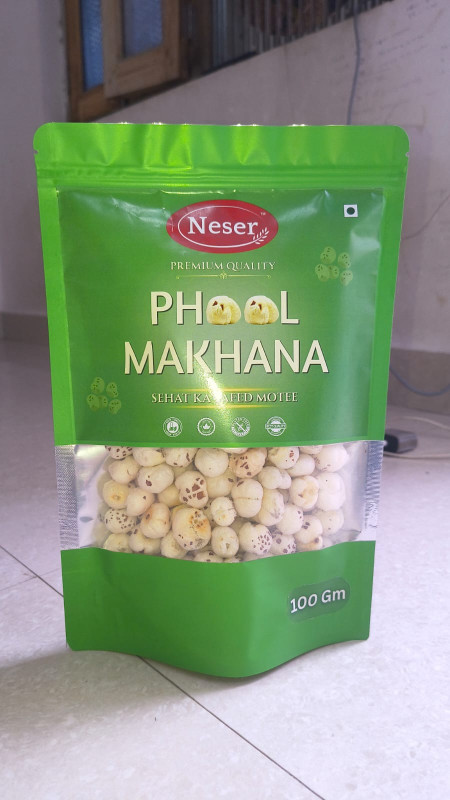 Neser
PREMIUM QUALITY
PHOOL
MAKHANA
SEHAT KA SAFED MOTEE
100 Gm